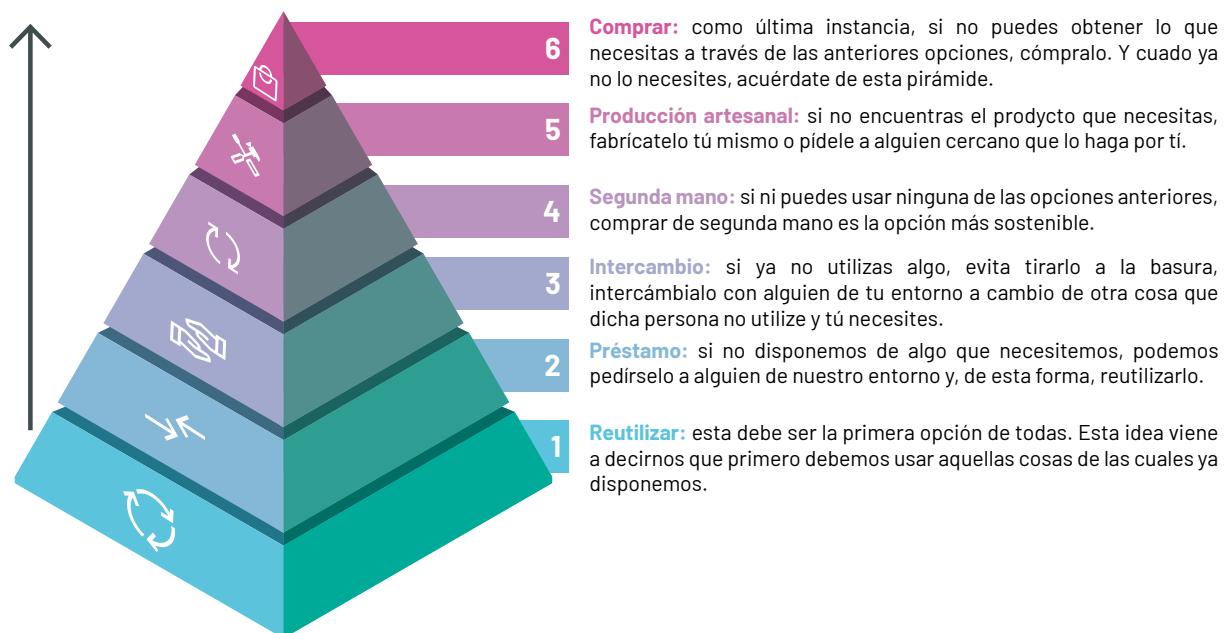 6
Comprar: como última instancia, si no puedes obtener lo que
necesitas a través de las anteriores opciones, cómpralo. Y cuado ya
no lo necesites, acuérdate de esta pirámide.
5
Producción artesanal: si no encuentras el prodycto que necesitas,
fabrícatelo tú mismo o pídele a alguien cercano que lo haga por tí.
4
Segunda mano: si ni puedes usar ninguna de las opciones anteriores,
comprar de segunda mano es la opción más sostenible.
3
Intercambio: si ya no utilizas algo, evita tirarlo a la basura,
intercámbialo con alguien de tu entorno a cambio de otra cosa que
dicha persona no utilize y tú necesites.
2
Préstamo: si no disponemos de algo que necesitemos, podemos
pedírselo a alguien de nuestro entorno y, de esta forma, reutilizarlo.
1
Reutilizar: esta debe ser la primera opción de todas. Esta idea viene
a decirnos que primero debemos usar aquellas cosas de las cuales ya
disponemos.